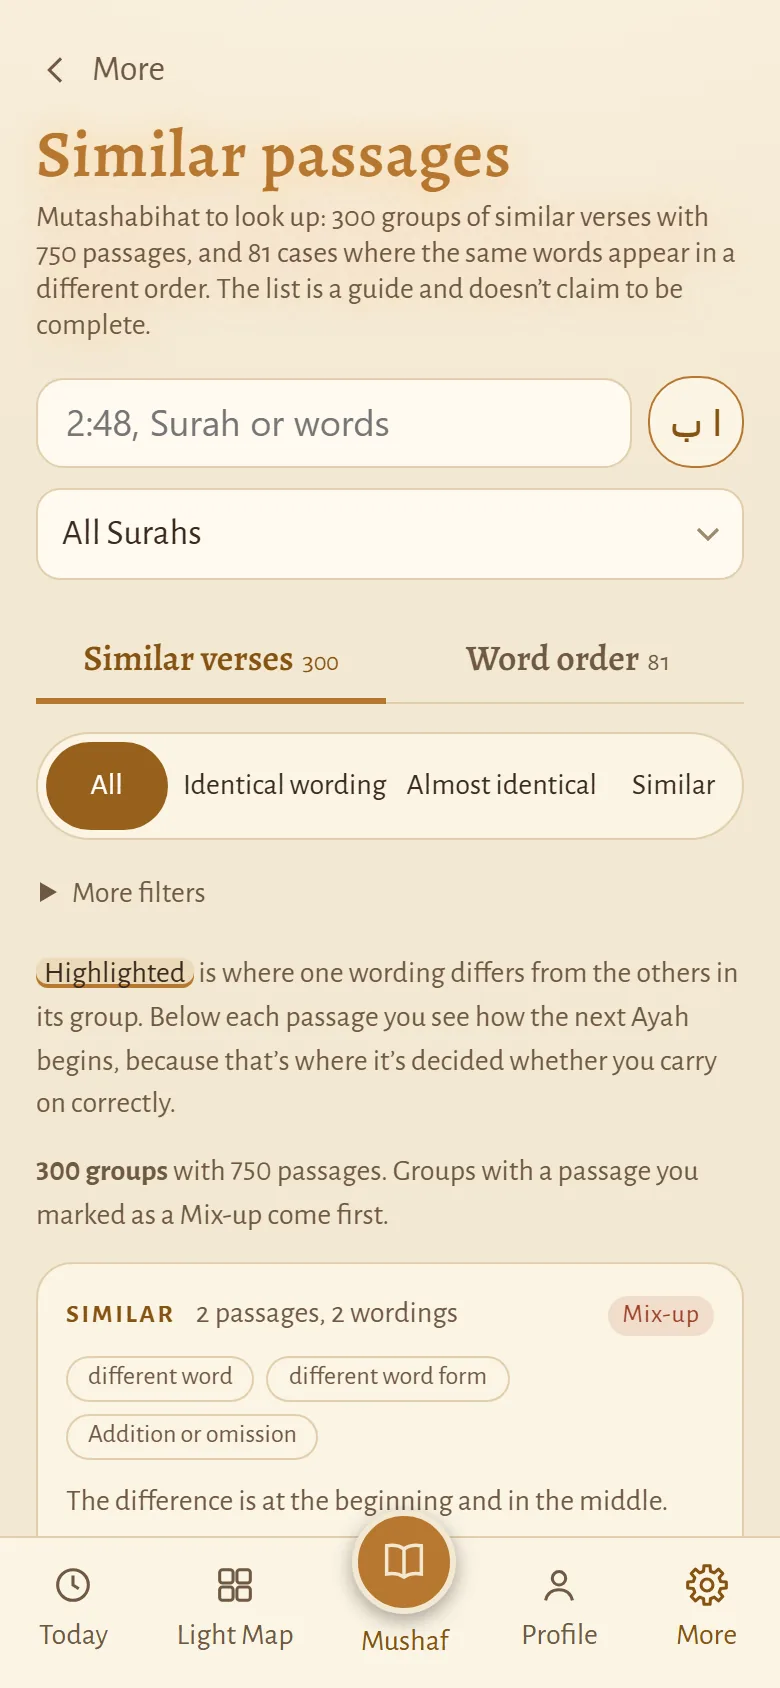 More
Similar passages
Mutashabihat to look up: 300 groups of similar verses with
750 passages, and 81 cases where the same words appear in a
different order. The list is a guide and doesn’t claim to be
complete.
2:48, Surah or words
ا ب
All Surahs
Similar verses 300
Word order 81
All
Identical wording
Almost identical
Similar
More filters
Highlighted is where one wording differs from the others in
its group. Below each passage you see how the next Ayah
begins, because that’s where it’s decided whether you carry
on correctly.
300 groups with 750 passages. Groups with a passage you
marked as a Mix-up come first.
SIMILAR 2 passages, 2 wordings
Mix-up
different word
different word form
Addition or omission
The difference is at the beginning and in the middle.
Today
Light Map
Mushaf
Profile
More